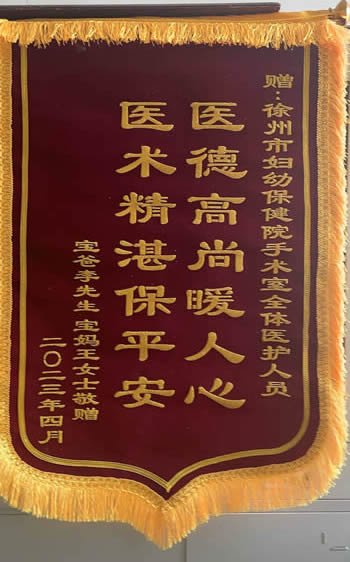 赠：徐州市妇幼保健院手术室全体医护人员
医德高尚暖人心
医术精湛保平安
宝爸李先生 宝妈王女士敬赠
二〇二三年四月